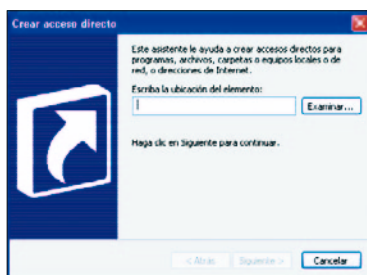 Crear acceso directo
Este asistente le ayuda a crear accesos directos para
programas, archivos, carpetas o equipos locales o de
red, o direcciones de Internet.
Escriba la ubicación del elemento:
Examinar...
Haga clic en Siguiente para continuar.
< Atrás
Siguiente >
Cancelar